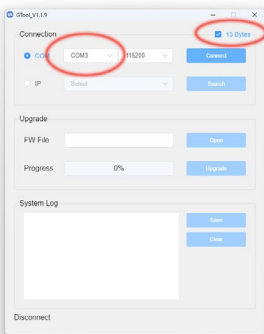 GTool_V1.1.9
Connection
13 Bytes
COM
COM3
115200
Connect
IP
Select
Search
Upgrade
FW File
Open
Progress
0%
Upgrade
System Log
Save
Clear
Disconnect